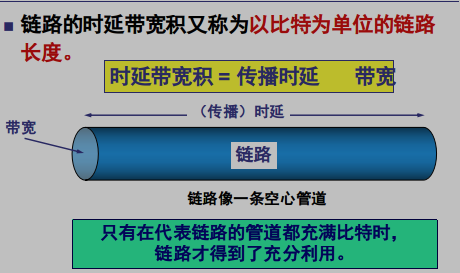 ■ 链路的时延带宽积又称为以比特为单位的链路
长度。
时延带宽积 = 传播时延 带宽
（传播）时延
带宽
链路
链路像一条空心管道
只有在代表链路的管道都充满比特时，
链路才得到了充分利用。